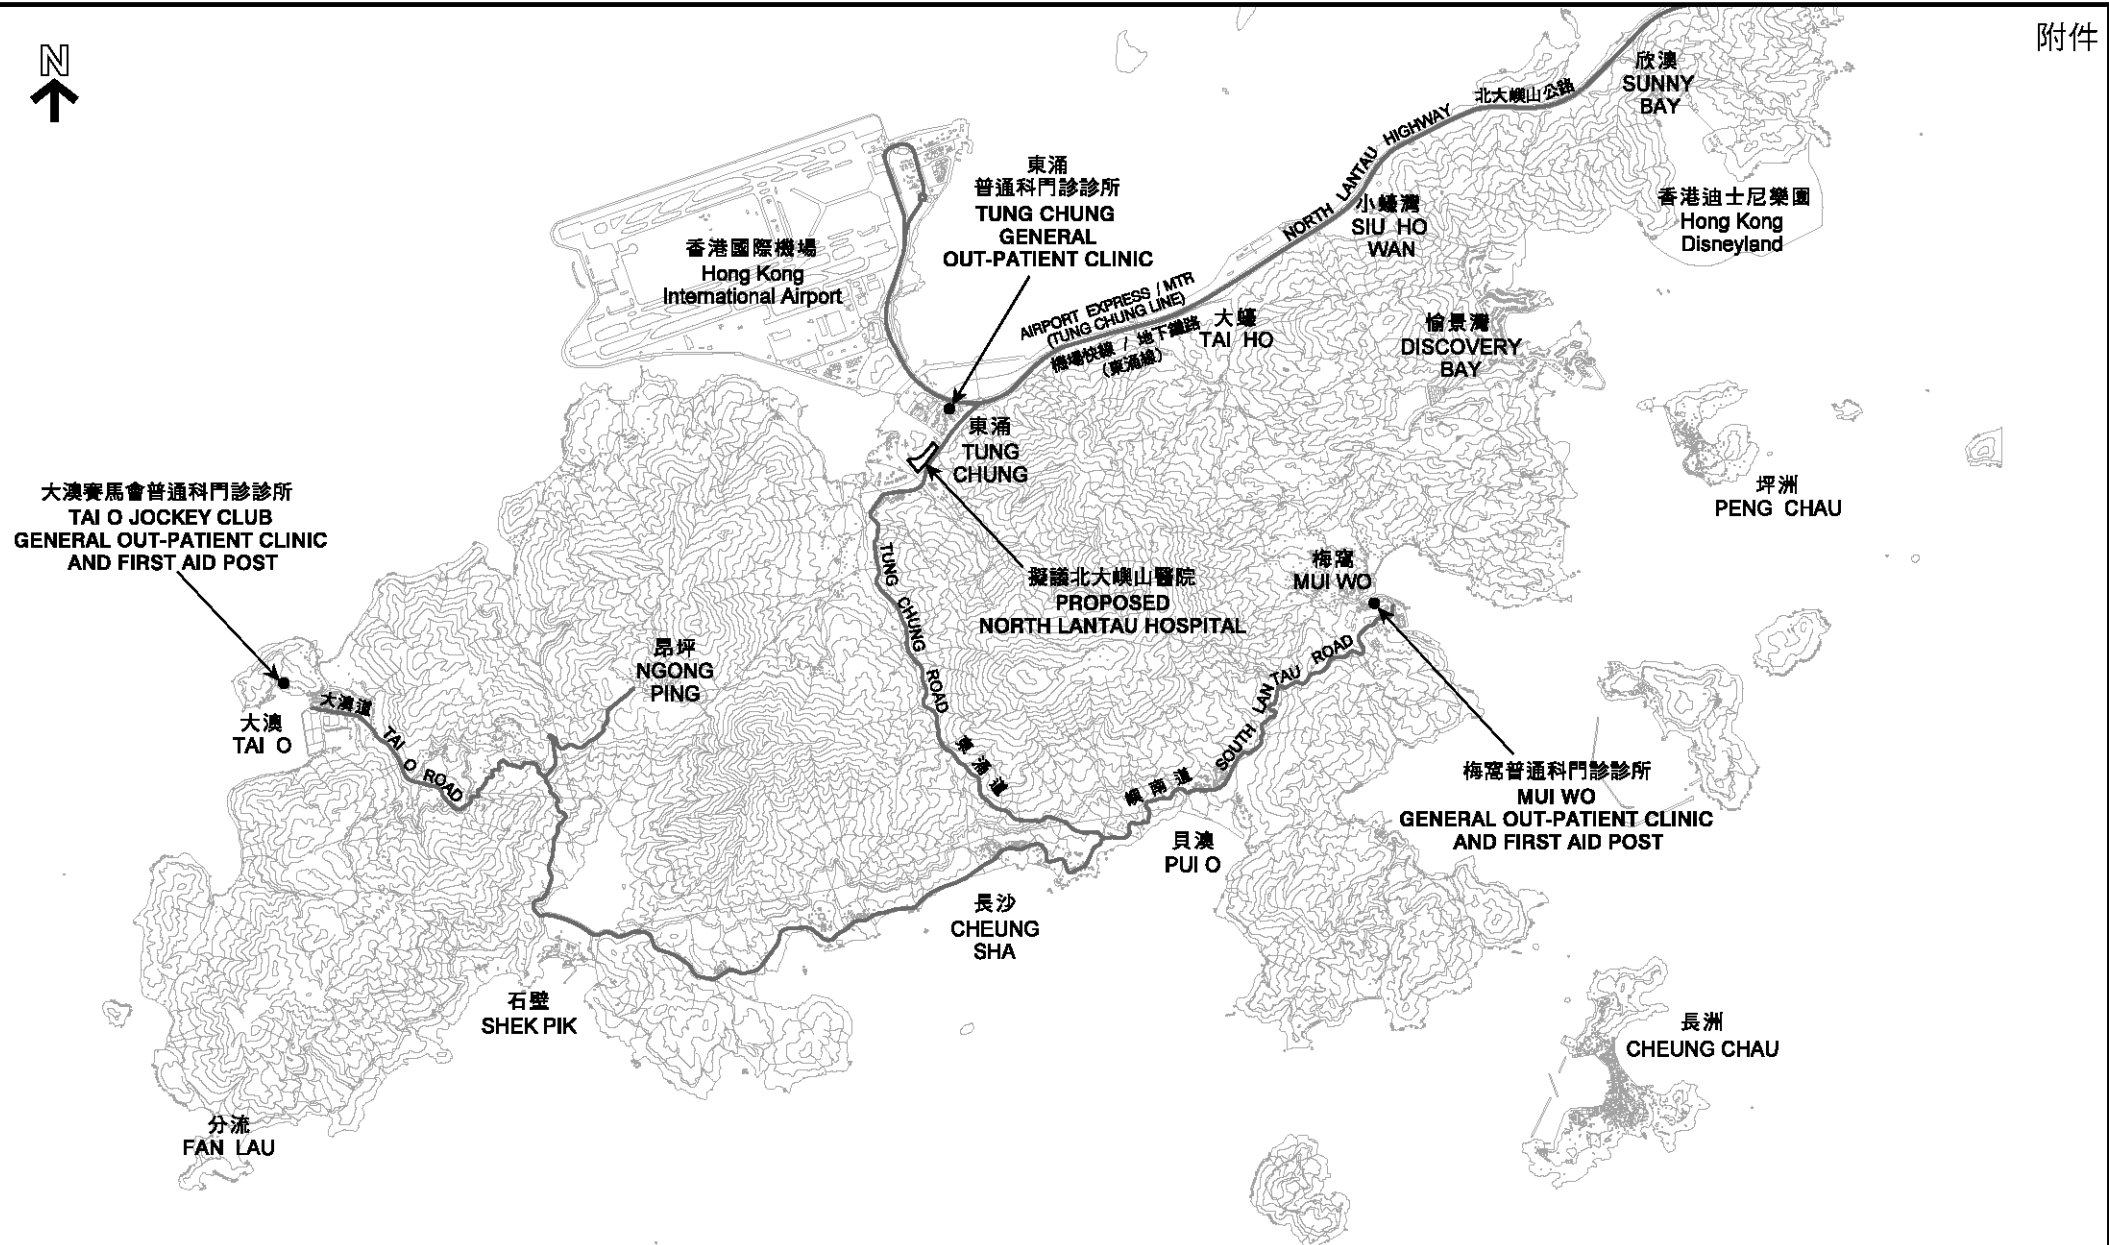 附件
N
欣澳
SUNNY
BAY
北大嶼山公路
NORTH LANTAU HIGHWAY
東涌
普通科門診診所
TUNG CHUNG
GENERAL
OUT-PATIENT CLINIC
香港迪士尼樂園
Hong Kong
Disneyland
小蠔灣
SIU HO
WAN
香港國際機場
Hong Kong
International Airport
AIRPORT EXPRESS / MTR
(TUNG CHUNG LINE)
機場快線 / 地下鐵路
(東涌線)
大蠔
TAI HO
愉景灣
DISCOVERY
BAY
東涌
TUNG
CHUNG
坪洲
PENG CHAU
大澳賽馬會普通科門診診所
TAI O JOCKEY CLUB
GENERAL OUT-PATIENT CLINIC
AND FIRST AID POST
梅窩
MUI WO
擬議北大嶼山醫院
PROPOSED
NORTH LANTAU HOSPITAL
TUNG CHUNG ROAD
東涌道
昂坪
NGONG
PING
大澳道
TAI O ROAD
大澳
TAI O
SOUTH LANTAU ROAD
嶼南道
梅窩普通科門診診所
MUI WO
GENERAL OUT-PATIENT CLINIC
AND FIRST AID POST
貝澳
PUI O
長沙
CHEUNG
SHA
石壁
SHEK PIK
長洲
CHEUNG CHAU
分流
FAN LAU